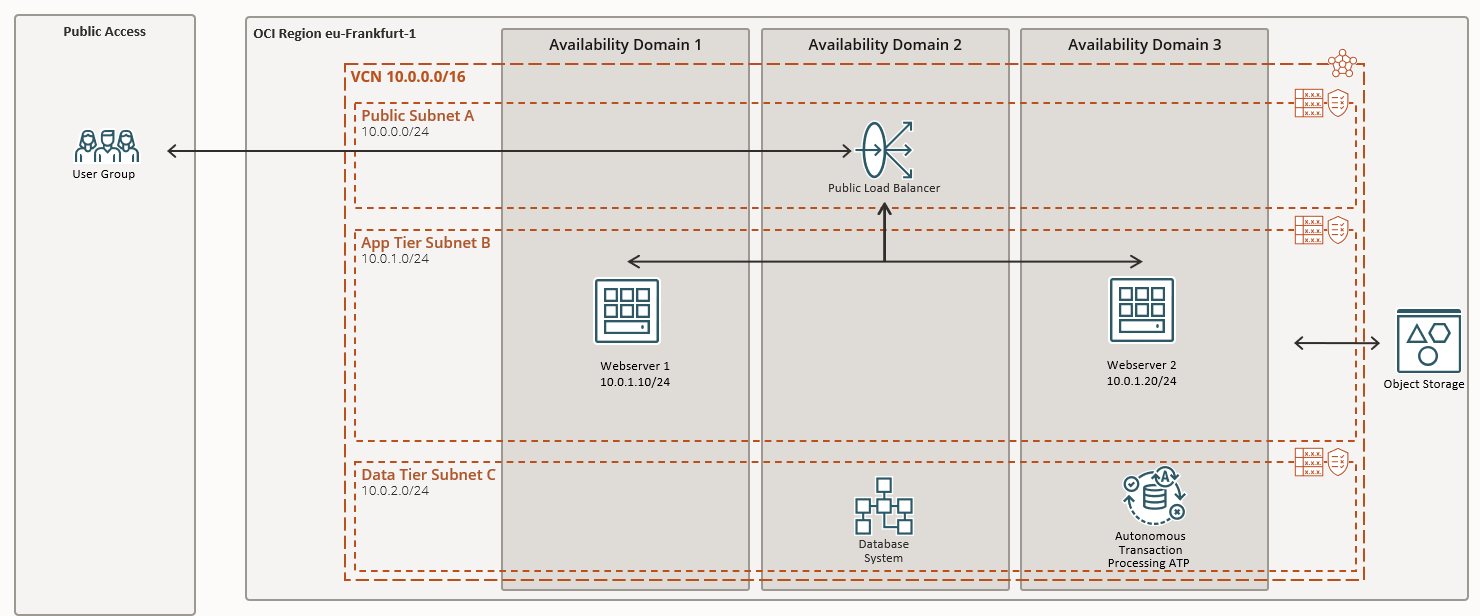 Public Access
OCI Region eu-Frankfurt-1
Availability Domain 1
Availability Domain 2
Availability Domain 3
VCN 10.0.0.0/16
Public Subnet A
10.0.0.0/24
User Group
Public Load Balancer
App Tier Subnet B
10.0.1.0/24
Webserver 1
10.0.1.10/24
Webserver 2
10.0.1.20/24
Object Storage
Data Tier Subnet C
10.0.2.0/24
Database
System
A
Autonomous
Transaction
Processing ATP